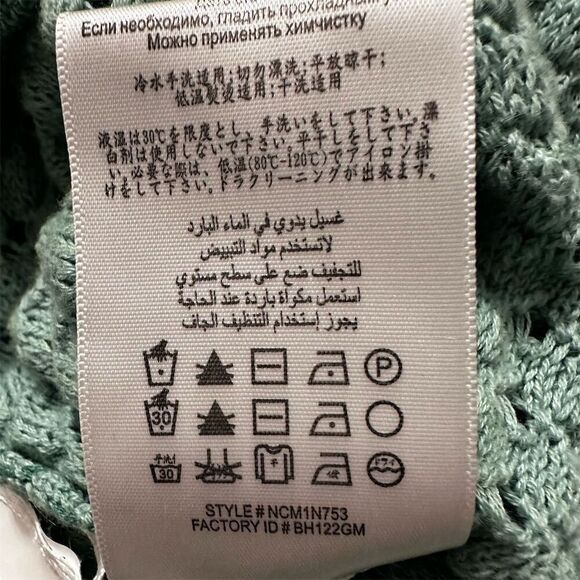 Если необходимо, гладить прохладным у
Можно применять химчистку
冷水手洗适用;切勿漂洗;平放晾干;
低温熨烫适用;干洗适用
液温は30℃を限度とし、手洗いをして下さい。漂
白剤は使用しないで下さい。平干しをして下さ
い。必要な際は、低温(80℃-120℃)でアイロン掛
けをして下さい。ドラクリーニングが出来ます。
غسيل يدوي في الماء البارد
لاتستخدم مواد التبييض
للتجفيف ضع على سطح مستوي
استعمل مكواة باردة عند الحاجة
يجوز إستخدام التنظيف الجاف
P
30
手洗イ 30 平 低 ドライ
STYLE # NCM1N753
FACTORY ID # BH122GM